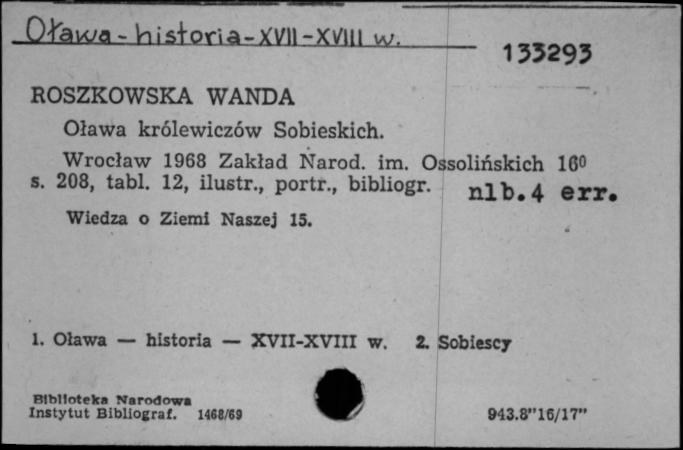 Oława - historia - XVII - XVIII w.
133293
ROSZKOWSKA WANDA
Oława królewiczów Sobieskich.
Wrocław 1968 Zakład Narod. im. Ossolińskich 16⁰
s. 208, tabl. 12, ilustr., portr., bibliogr. nlb.4 err.
Wiedza o Ziemi Naszej 15.
1. Oława — historia — XVII-XVIII w. 2. Sobiescy
Biblioteka Narodowa
Instytut Bibliograf. 1468/69
943.8"16/17"